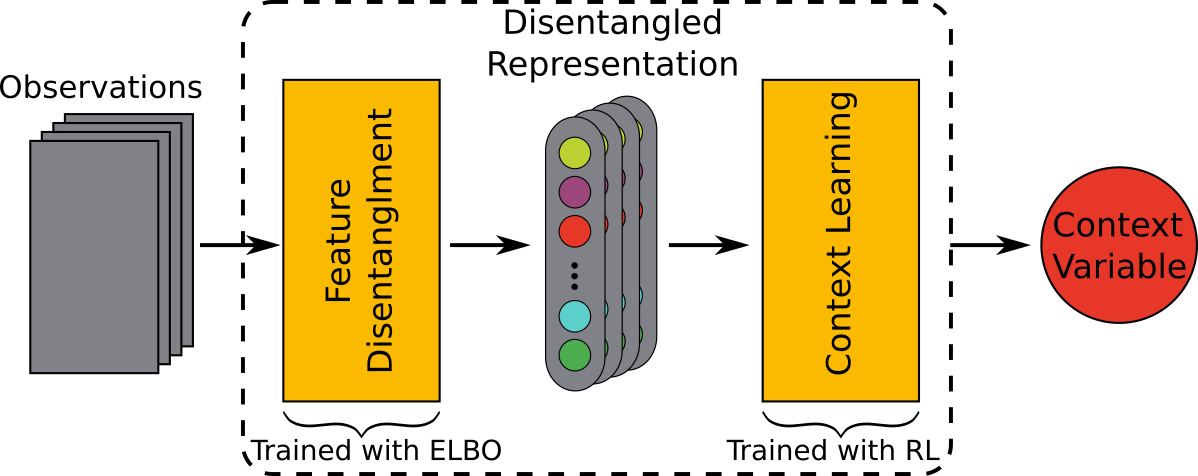 Disentangled
Representation
Observations
Feature
Disentanglment
Context Learning
Context
Variable
Trained with ELBO
Trained with RL